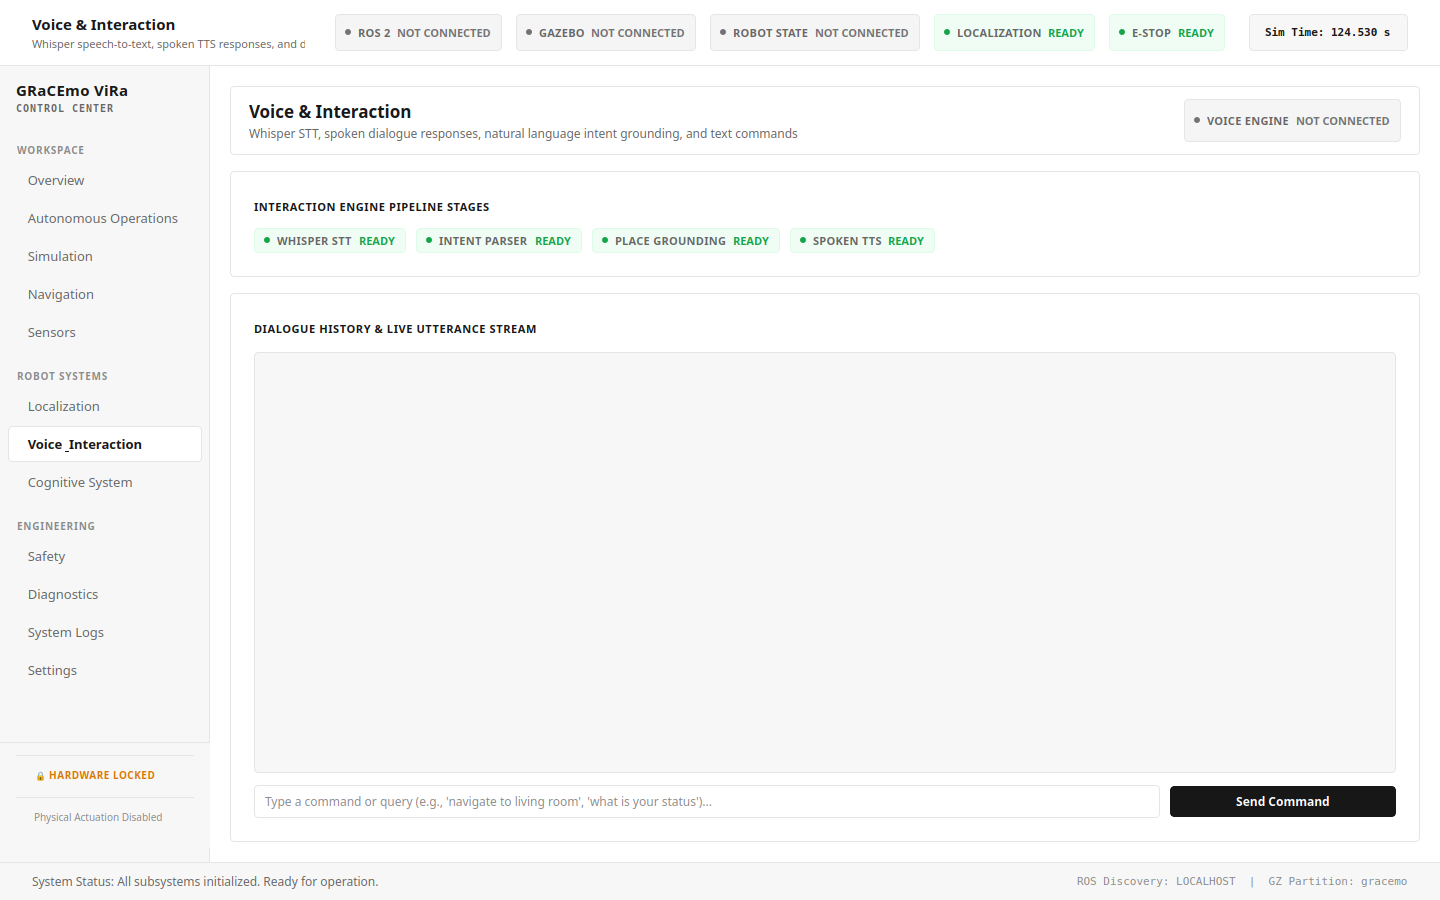 Voice & Interaction
Whisper speech-to-text, spoken TTS responses, and d
ROS 2 NOT CONNECTED
GAZEBO NOT CONNECTED
ROBOT STATE NOT CONNECTED
LOCALIZATION READY
E-STOP READY
Sim Time: 124.530 s
GRaCEmo ViRa
CONTROL CENTER
WORKSPACE
Overview
Autonomous Operations
Simulation
Navigation
Sensors
ROBOT SYSTEMS
Localization
Voice _Interaction
Cognitive System
ENGINEERING
Safety
Diagnostics
System Logs
Settings
🔒 HARDWARE LOCKED
Physical Actuation Disabled
Voice & Interaction
Whisper STT, spoken dialogue responses, natural language intent grounding, and text commands
VOICE ENGINE NOT CONNECTED
INTERACTION ENGINE PIPELINE STAGES
WHISPER STT READY
INTENT PARSER READY
PLACE GROUNDING READY
SPOKEN TTS READY
DIALOGUE HISTORY & LIVE UTTERANCE STREAM
Type a command or query (e.g., 'navigate to living room', 'what is your status')...
Send Command
System Status: All subsystems initialized. Ready for operation.
ROS Discovery: LOCALHOST | GZ Partition: gracemo